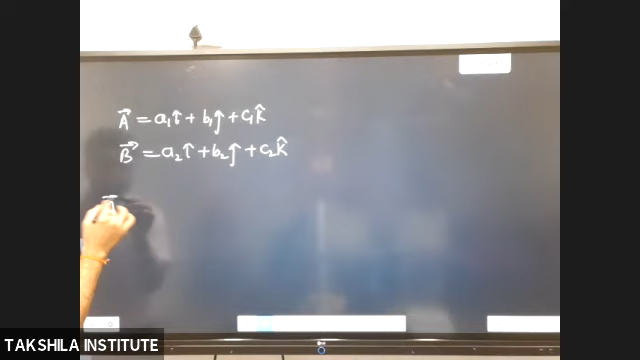 A⃗ = a₁î + b₁ĵ + c₁k̂
B⃗ = a₂î + b₂ĵ + c₂k̂
TAKSHILA INSTITUTE